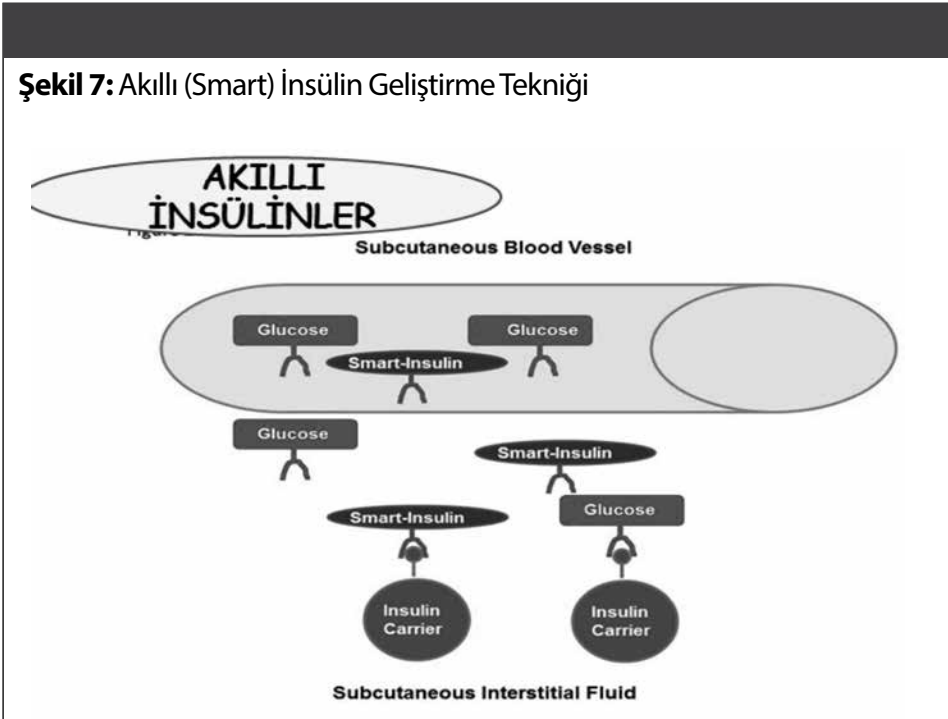 Şekil 7: Akıllı (Smart) İnsülin Geliştirme Tekniği
AKILLI
İNSÜLİNLER
Subcutaneous Blood Vessel
Glucose
Glucose
Smart-Insulin
Glucose
Smart-Insulin
Smart-Insulin
Glucose
Insulin
Carrier
Insulin
Carrier
Subcutaneous Interstitial Fluid